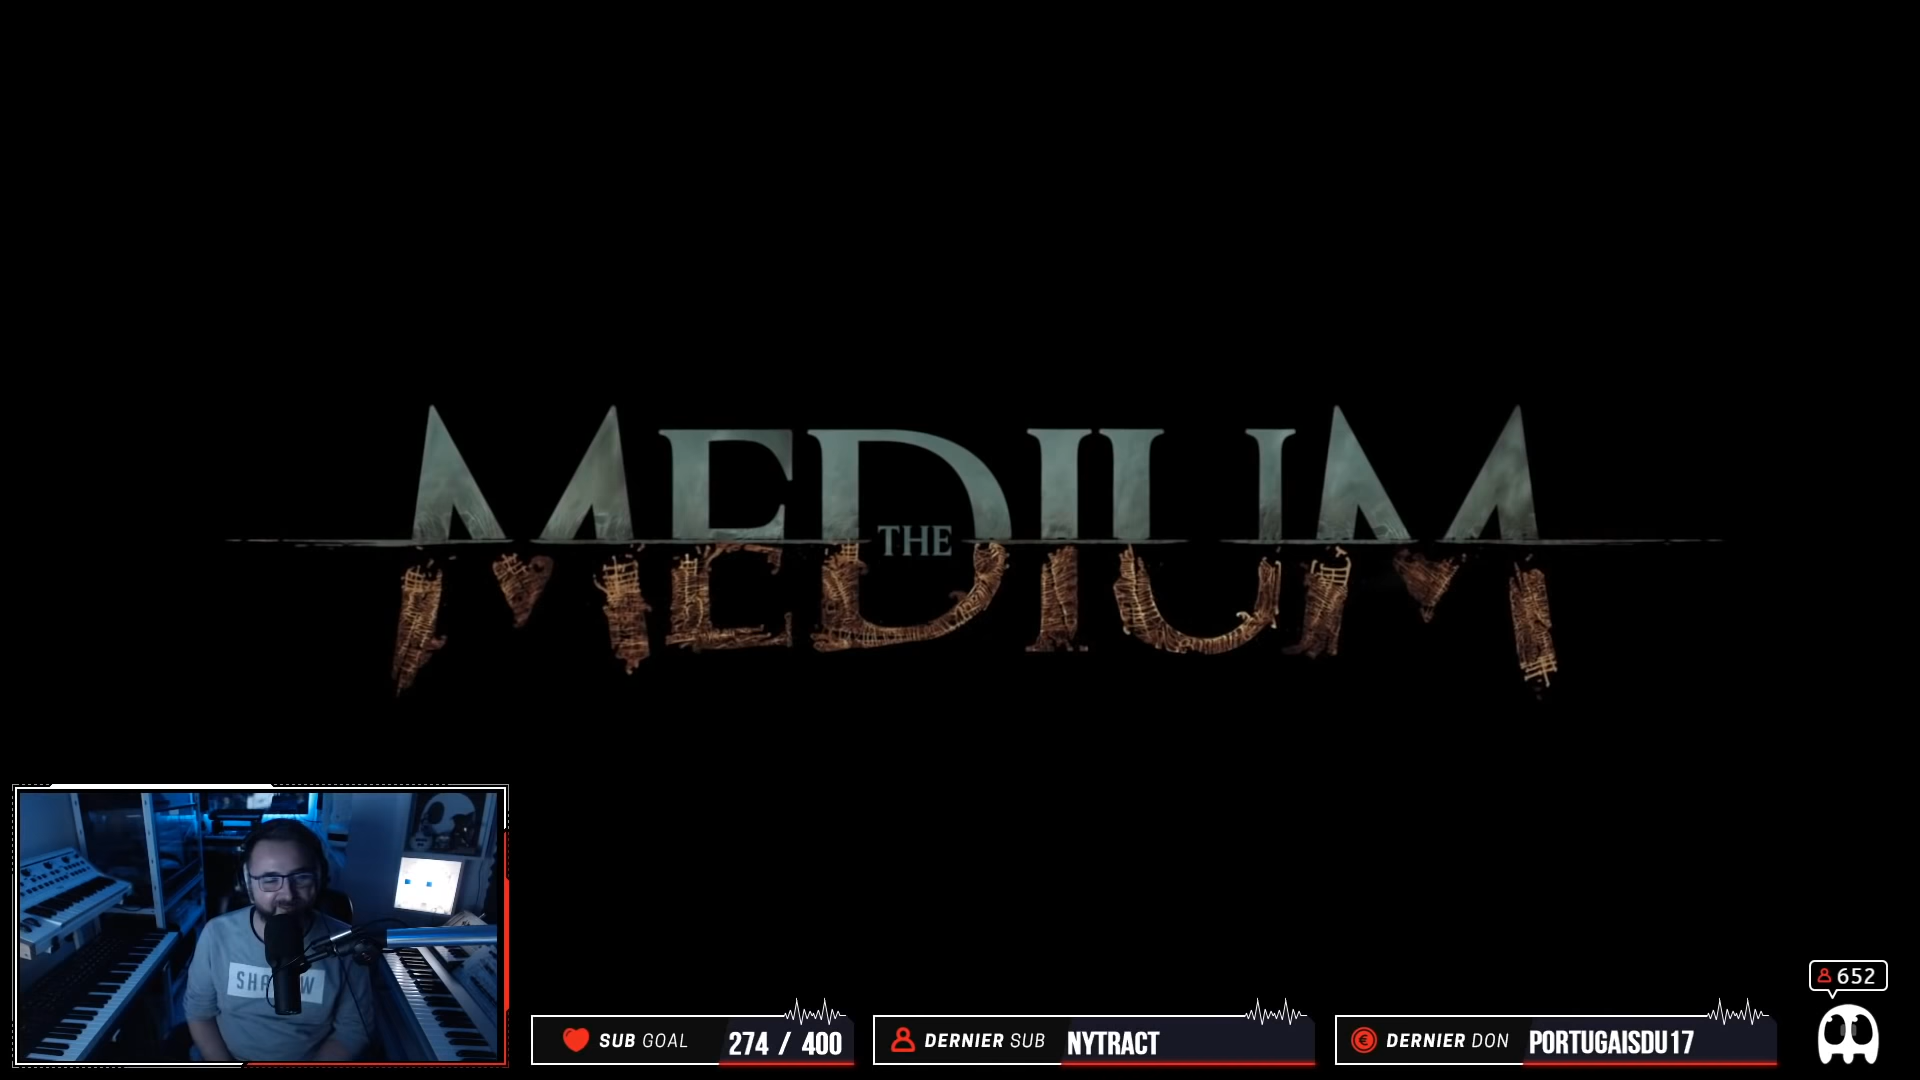 THE
MEDIUM
SUB GOAL 274 / 400
DERNIER SUB NYTRACT
DERNIER DON PORTUGAISDU17
652